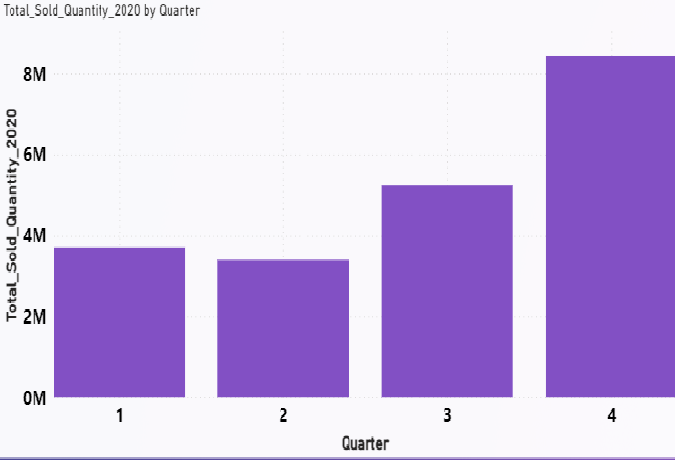 Total_Sold_Quantity_2020 by Quarter
8M
6M
4M
2M
0M
Total_Sold_Quantity_2020
1 2 3 4
Quarter